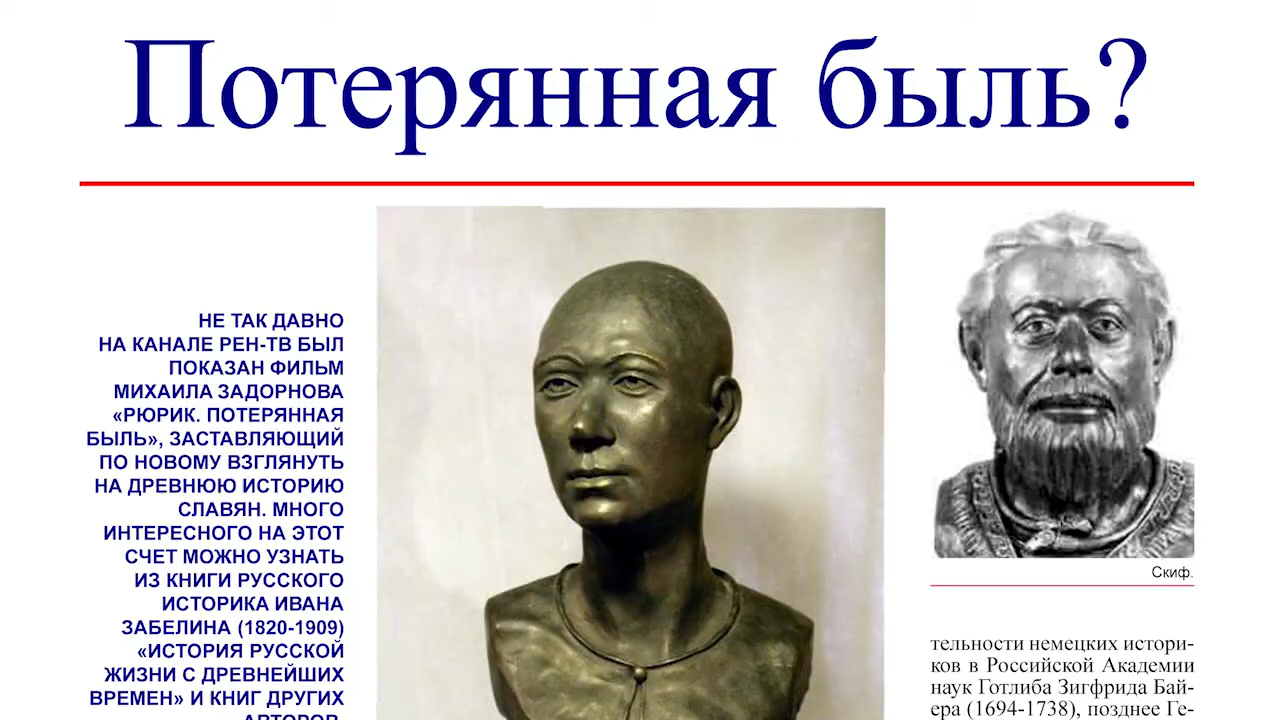 Потерянная быль?
НЕ ТАК ДАВНО
НА КАНАЛЕ РЕН-ТВ БЫЛ
ПОКАЗАН ФИЛЬМ
МИХАИЛА ЗАДОРНОВА
«РЮРИК. ПОТЕРЯННАЯ
БЫЛЬ», ЗАСТАВЛЯЮЩИЙ
ПО НОВОМУ ВЗГЛЯНУТЬ
НА ДРЕВНЮЮ ИСТОРИЮ
СЛАВЯН. МНОГО
ИНТЕРЕСНОГО НА ЭТОТ
СЧЕТ МОЖНО УЗНАТЬ
ИЗ КНИГИ РУССКОГО
ИСТОРИКА ИВАНА
ЗАБЕЛИНА (1820-1909)
«ИСТОРИЯ РУССКОЙ
ЖИЗНИ С ДРЕВНЕЙШИХ
ВРЕМЕН» И КНИГ ДРУГИХ
АВТОРОВ.
Скиф.
тельности немецких истори-
ков в Российской Академии
наук Готлиба Зигфрида Бай-
ера (1694-1738), позднее Ге-